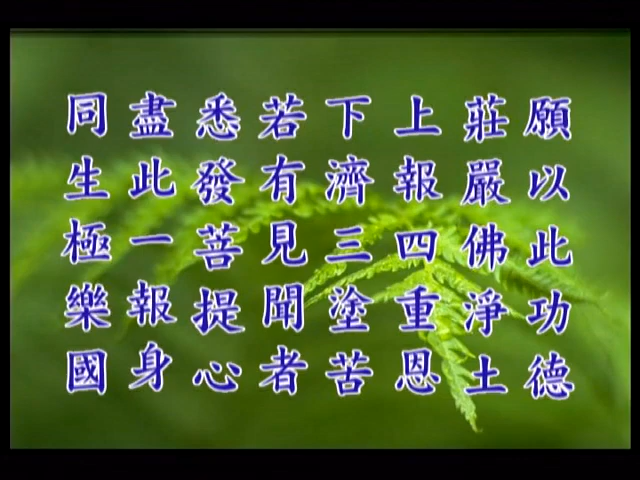 願以此功德
莊嚴佛淨土
上報四重恩
下濟三塗苦
若有見聞者
悉發菩提心
盡此一報身
同生極樂國